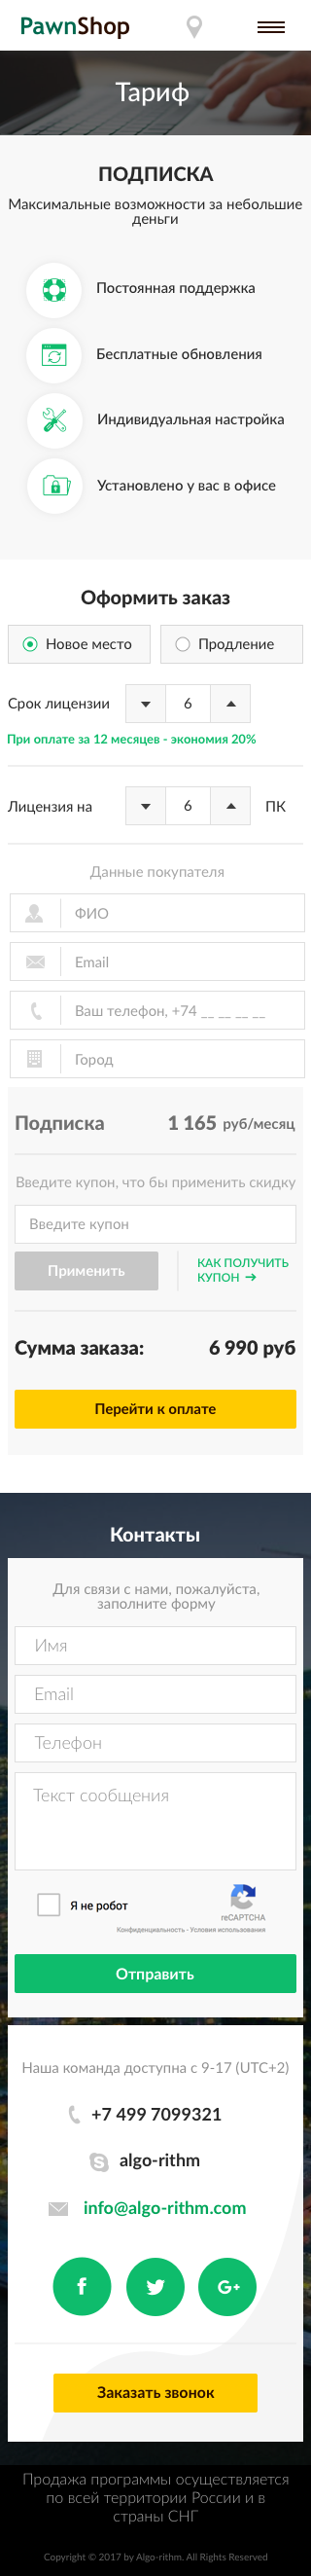 PawnShop
Тариф
ПОДПИСКА
Максимальные возможности за небольшие
деньги
Постоянная поддержка
Бесплатные обновления
Индивидуальная настройка
Установлено у вас в офисе
Оформить заказ
Новое место
Продление
Срок лицензии
6
При оплате за 12 месяцев - экономия 20%
Лицензия на
6
ПК
Данные покупателя
ФИО
Email
Ваш телефон, +74 __ __ __ __
Город
Подписка
1 165 руб/месяц
Введите купон, что бы применить скидку
Введите купон
Применить
КАК ПОЛУЧИТЬ
КУПОН →
Сумма заказа:
6 990 руб
Перейти к оплате
Контакты
Для связи с нами, пожалуйста,
заполните форму
Имя
Email
Телефон
Текст сообщения
Я не робот
reCAPTCHA
Конфиденциальность - Условия использования
Отправить
Наша команда доступна с 9-17 (UTC+2)
+7 499 7099321
algo-rithm
info@algo-rithm.com
f
G+
Заказать звонок
Продажа программы осуществляется
по всей территории России и в
страны СНГ
Copyright © 2017 by Algo-rithm. All Rights Reserved